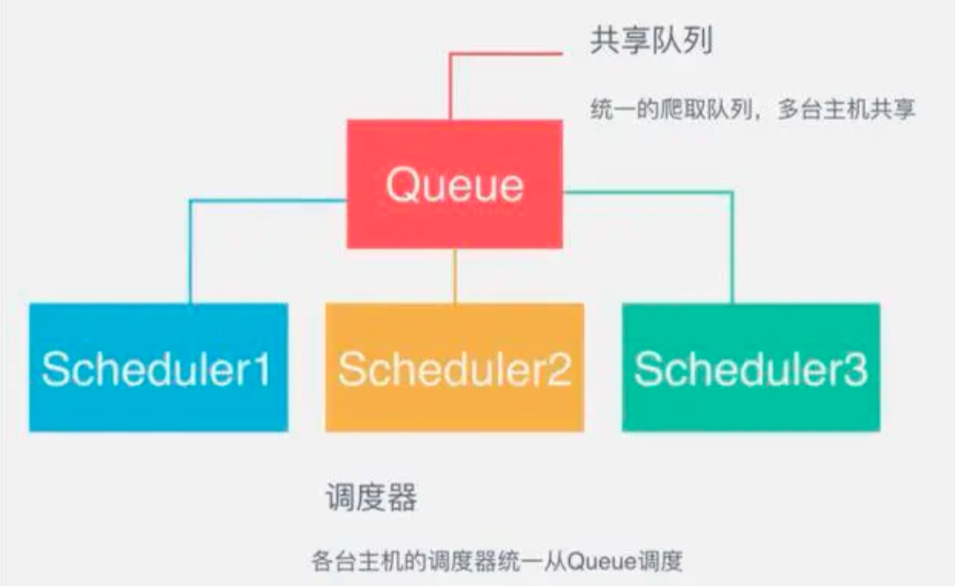 共享队列
统一的爬取队列，多台主机共享
Queue
Scheduler1
Scheduler2
Scheduler3
调度器
各台主机的调度器统一从Queue调度